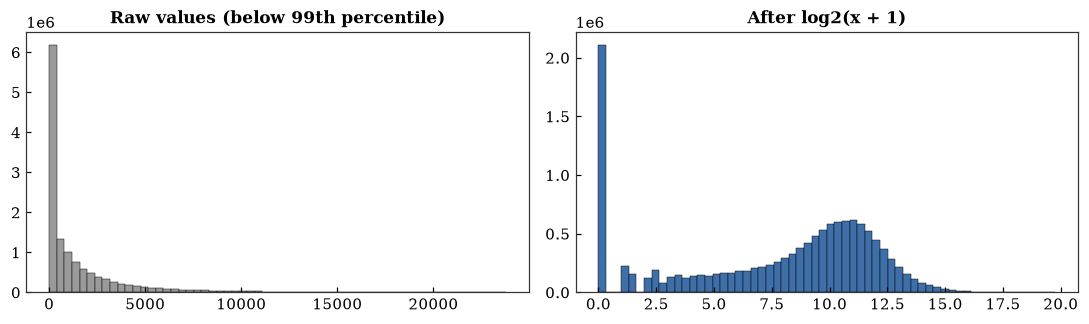 Raw values (below 99th percentile)
1e6
6
5
4
3
2
1
0
0 5000 10000 15000 20000
After log2(x + 1)
1e6
2.0
1.5
1.0
0.5
0.0
0.0 2.5 5.0 7.5 10.0 12.5 15.0 17.5 20.0